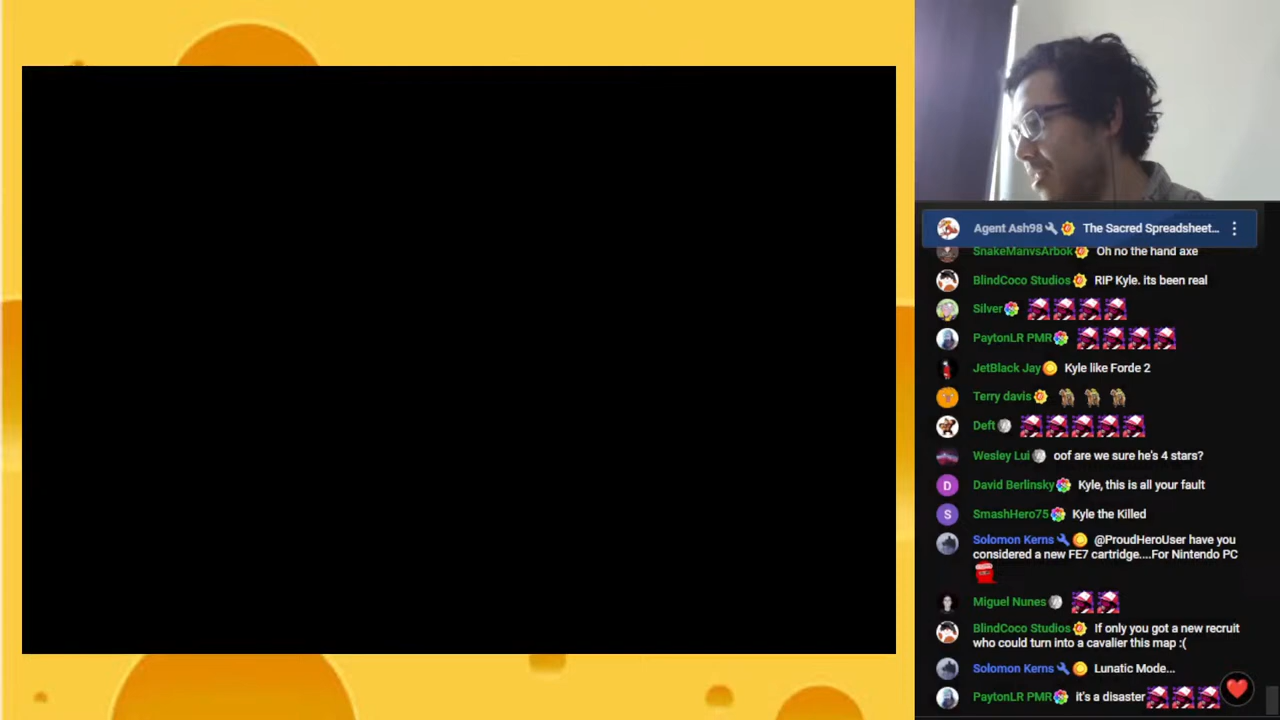 Agent Ash98 The Sacred Spreadsheet...
SnakeManvsArbok Oh no the hand axe
BlindCoco Studios RIP Kyle. its been real
Silver
PaytonLR PMR
JetBlack Jay Kyle like Forde 2
Terry davis
Deft
Wesley Lui oof are we sure he's 4 stars?
D David Berlinsky Kyle, this is all your fault
S SmashHero75 Kyle the Killed
Solomon Kerns @ProudHeroUser have you
considered a new FE7 cartridge....For Nintendo PC
Miguel Nunes
BlindCoco Studios If only you got a new recruit
who could turn into a cavalier this map :(
Solomon Kerns Lunatic Mode...
PaytonLR PMR it's a disaster